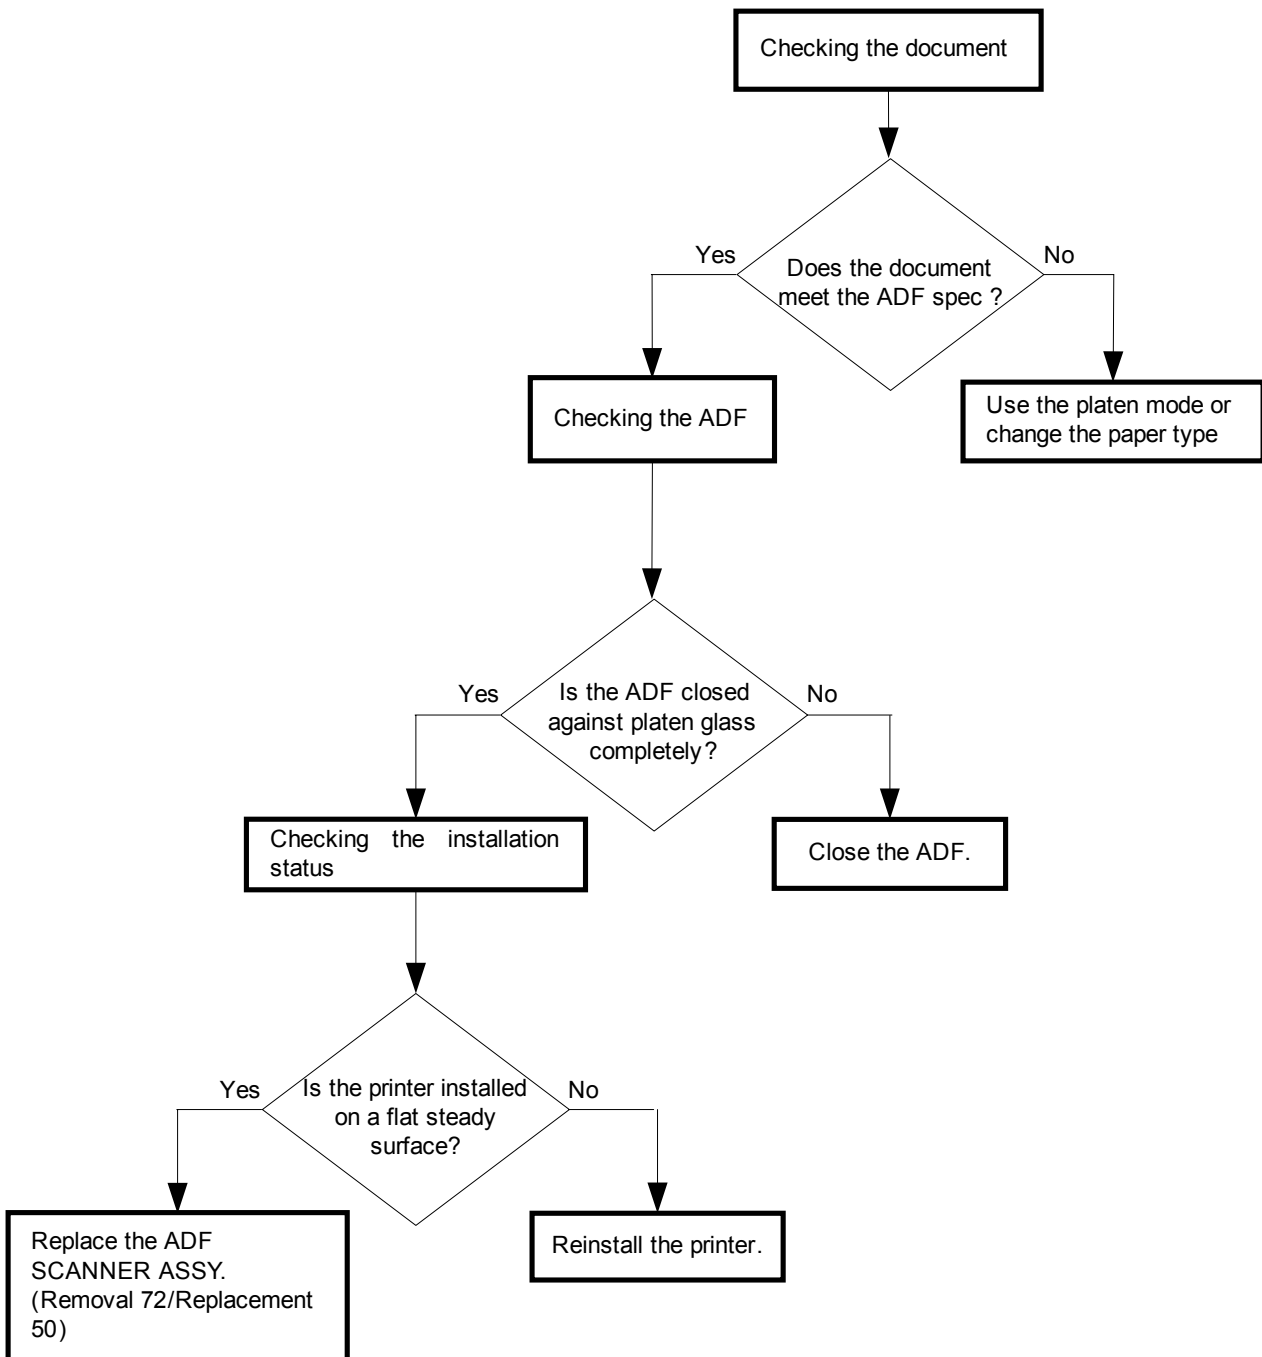 Checking the document
Yes
No
Does the document
meet the ADF spec ?
Checking the ADF
Use the platen mode or
change the paper type
Yes
No
Is the ADF closed
against platen glass
completely?
Checking the installation
status
Close the ADF.
Yes
No
Is the printer installed
on a flat steady
surface?
Replace the ADF
SCANNER ASSY.
(Removal 72/Replacement
50)
Reinstall the printer.